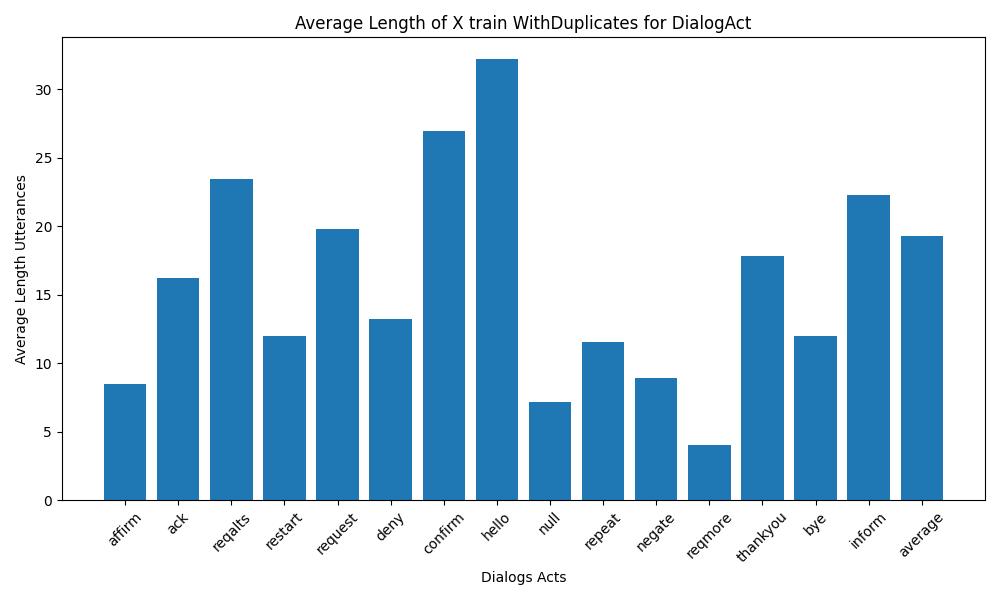 Average Length of X train WithDuplicates for DialogAct
Average Length Utterances
30
25
20
15
10
5
0
affirm
ack
reqalts
restart
request
deny
confirm
hello
null
repeat
negate
reqmore
thankyou
bye
inform
average
Dialogs Acts